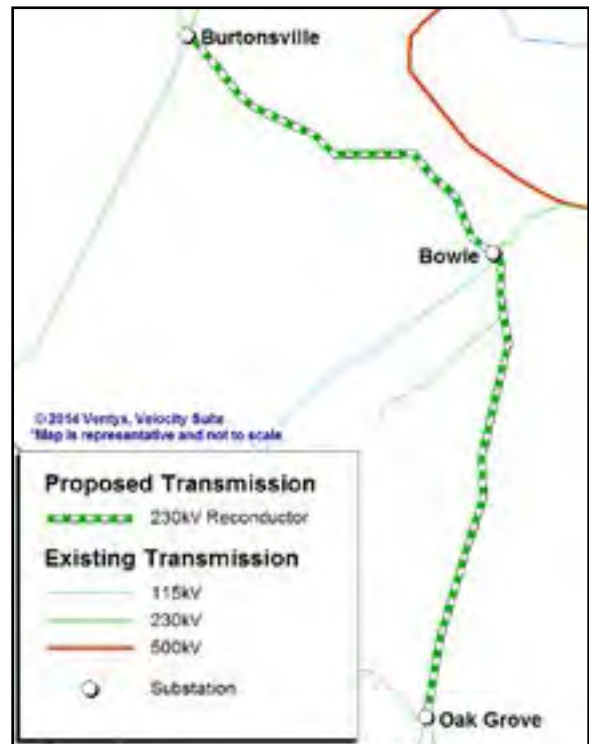 Burtonsville
Bowie
© 2014 Ventyx, Velocity Suite
*Map is representative and not to scale
Proposed Transmission
230kV Reconductor
Existing Transmission
115kV
230kV
500kV
Substation
Oak Grove